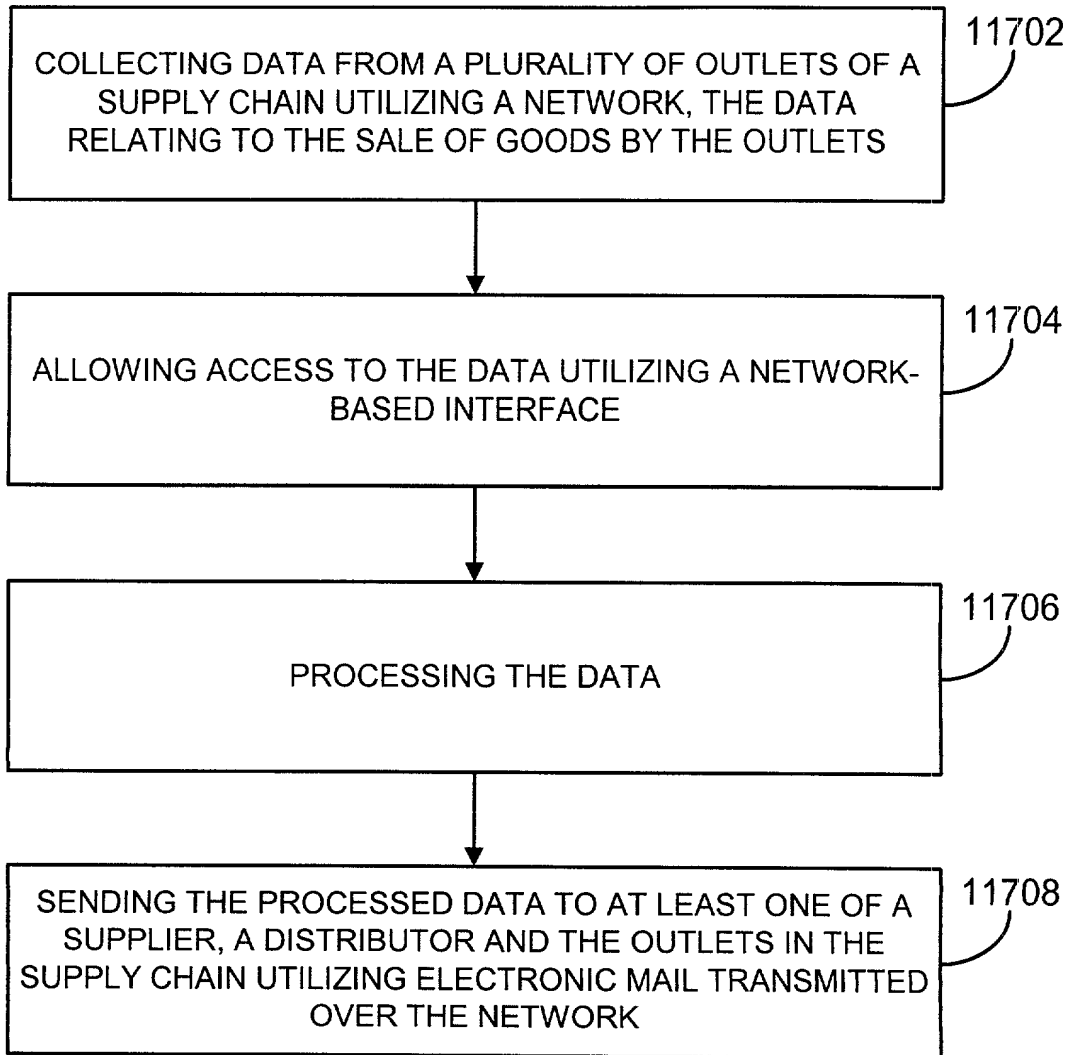 11702
COLLECTING DATA FROM A PLURALITY OF OUTLETS OF A
SUPPLY CHAIN UTILIZING A NETWORK, THE DATA
RELATING TO THE SALE OF GOODS BY THE OUTLETS
11704
ALLOWING ACCESS TO THE DATA UTILIZING A NETWORK-
BASED INTERFACE
11706
PROCESSING THE DATA
11708
SENDING THE PROCESSED DATA TO AT LEAST ONE OF A
SUPPLIER, A DISTRIBUTOR AND THE OUTLETS IN THE
SUPPLY CHAIN UTILIZING ELECTRONIC MAIL TRANSMITTED
OVER THE NETWORK